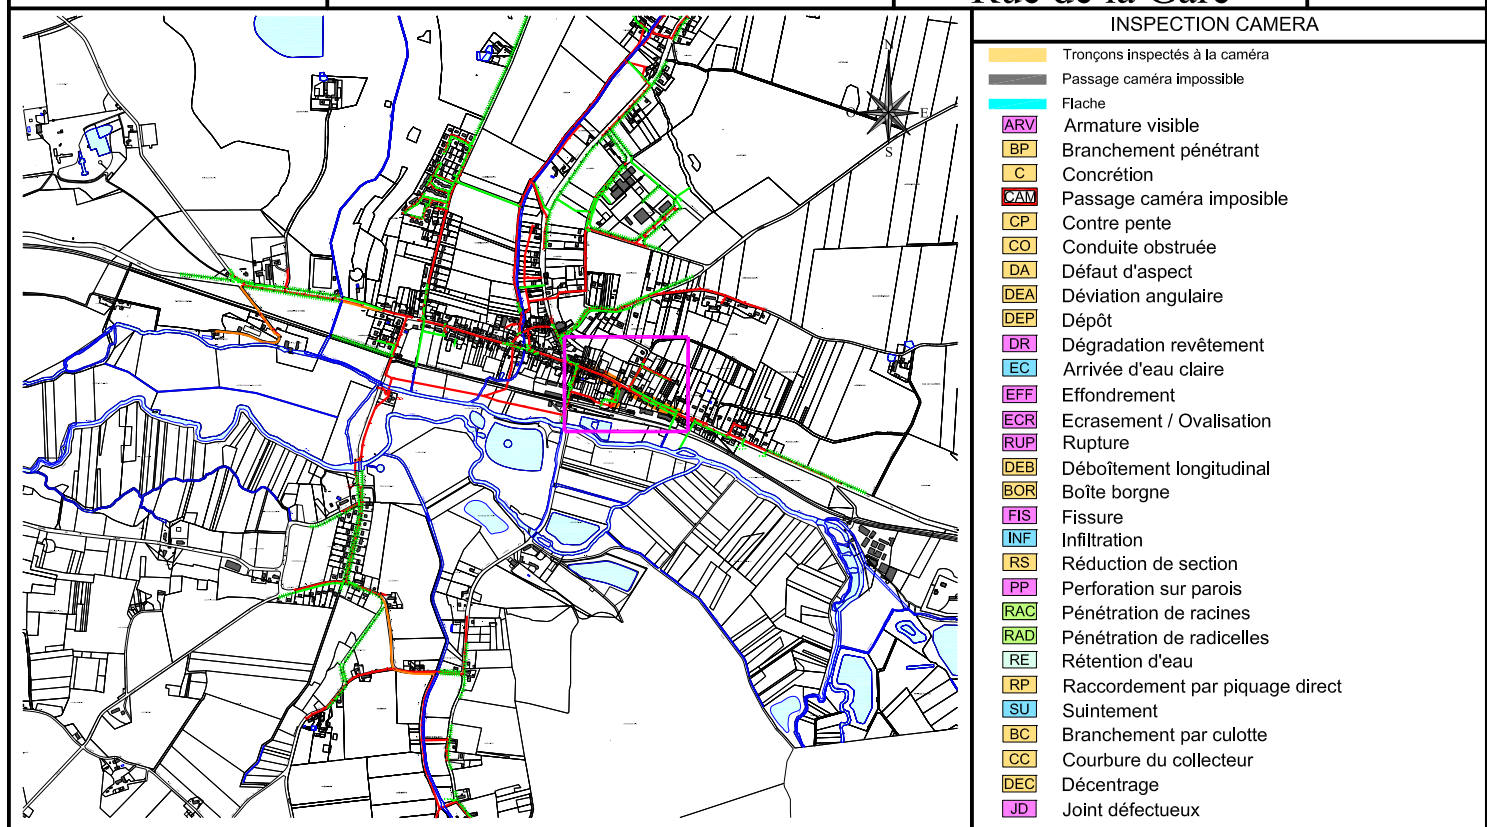 Rue de la Gare
INSPECTION CAMERA
Tronçons inspectés à la caméra
Passage caméra impossible
Flache
ARV Armature visible
BP Branchement pénétrant
C Concrétion
CAM Passage caméra imposible
CP Contre pente
CO Conduite obstruée
DA Défaut d'aspect
DEA Déviation angulaire
DEP Dépôt
DR Dégradation revêtement
EC Arrivée d'eau claire
EFF Effondrement
ECR Ecrasement / Ovalisation
RUP Rupture
DEB Déboîtement longitudinal
BOR Boîte borgne
FIS Fissure
INF Infiltration
RS Réduction de section
PP Perforation sur parois
RAC Pénétration de racines
RAD Pénétration de radicelles
RE Rétention d'eau
RP Raccordement par piquage direct
SU Suintement
BC Branchement par culotte
CC Courbure du collecteur
DEC Décentrage
JD Joint défectueux
N
O E
S